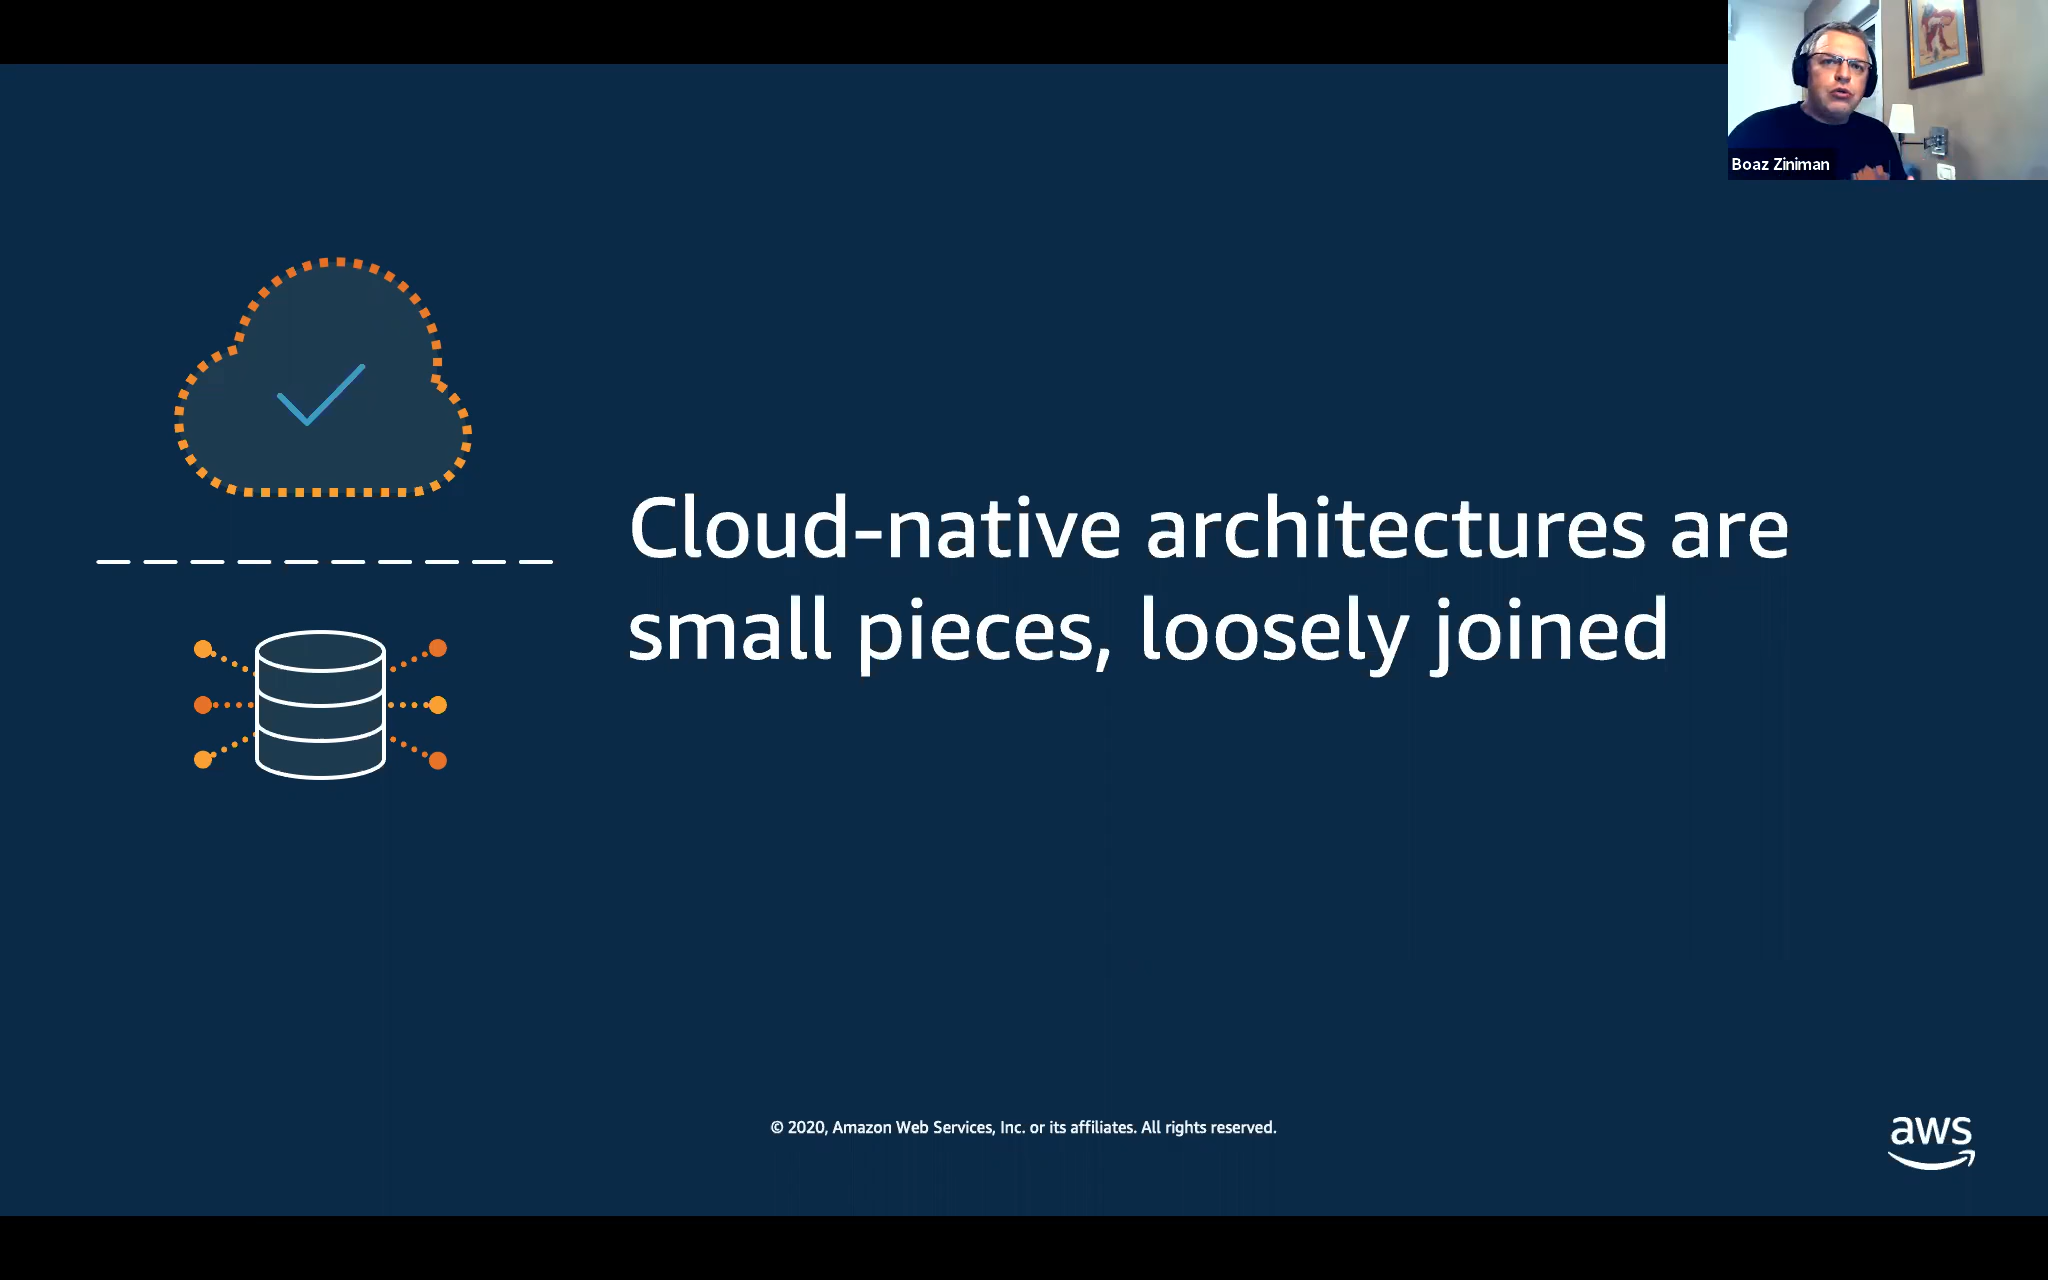 Boaz Ziniman
Cloud-native architectures are
small pieces, loosely joined
© 2020, Amazon Web Services, Inc. or its affiliates. All rights reserved.
aws